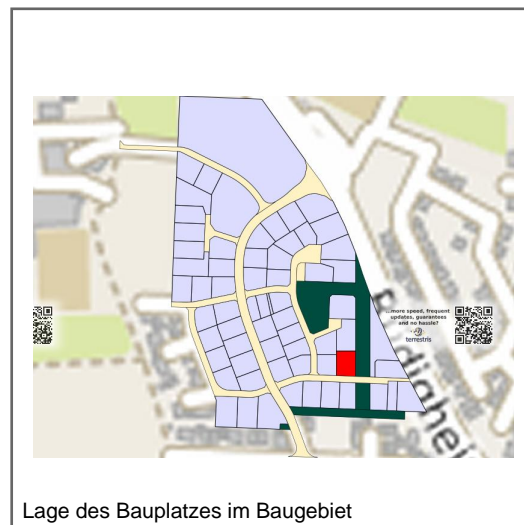 ...more speed, frequent
updates, guarantees
and no hassle?
terrestris
Lage des Bauplatzes im Baugebiet